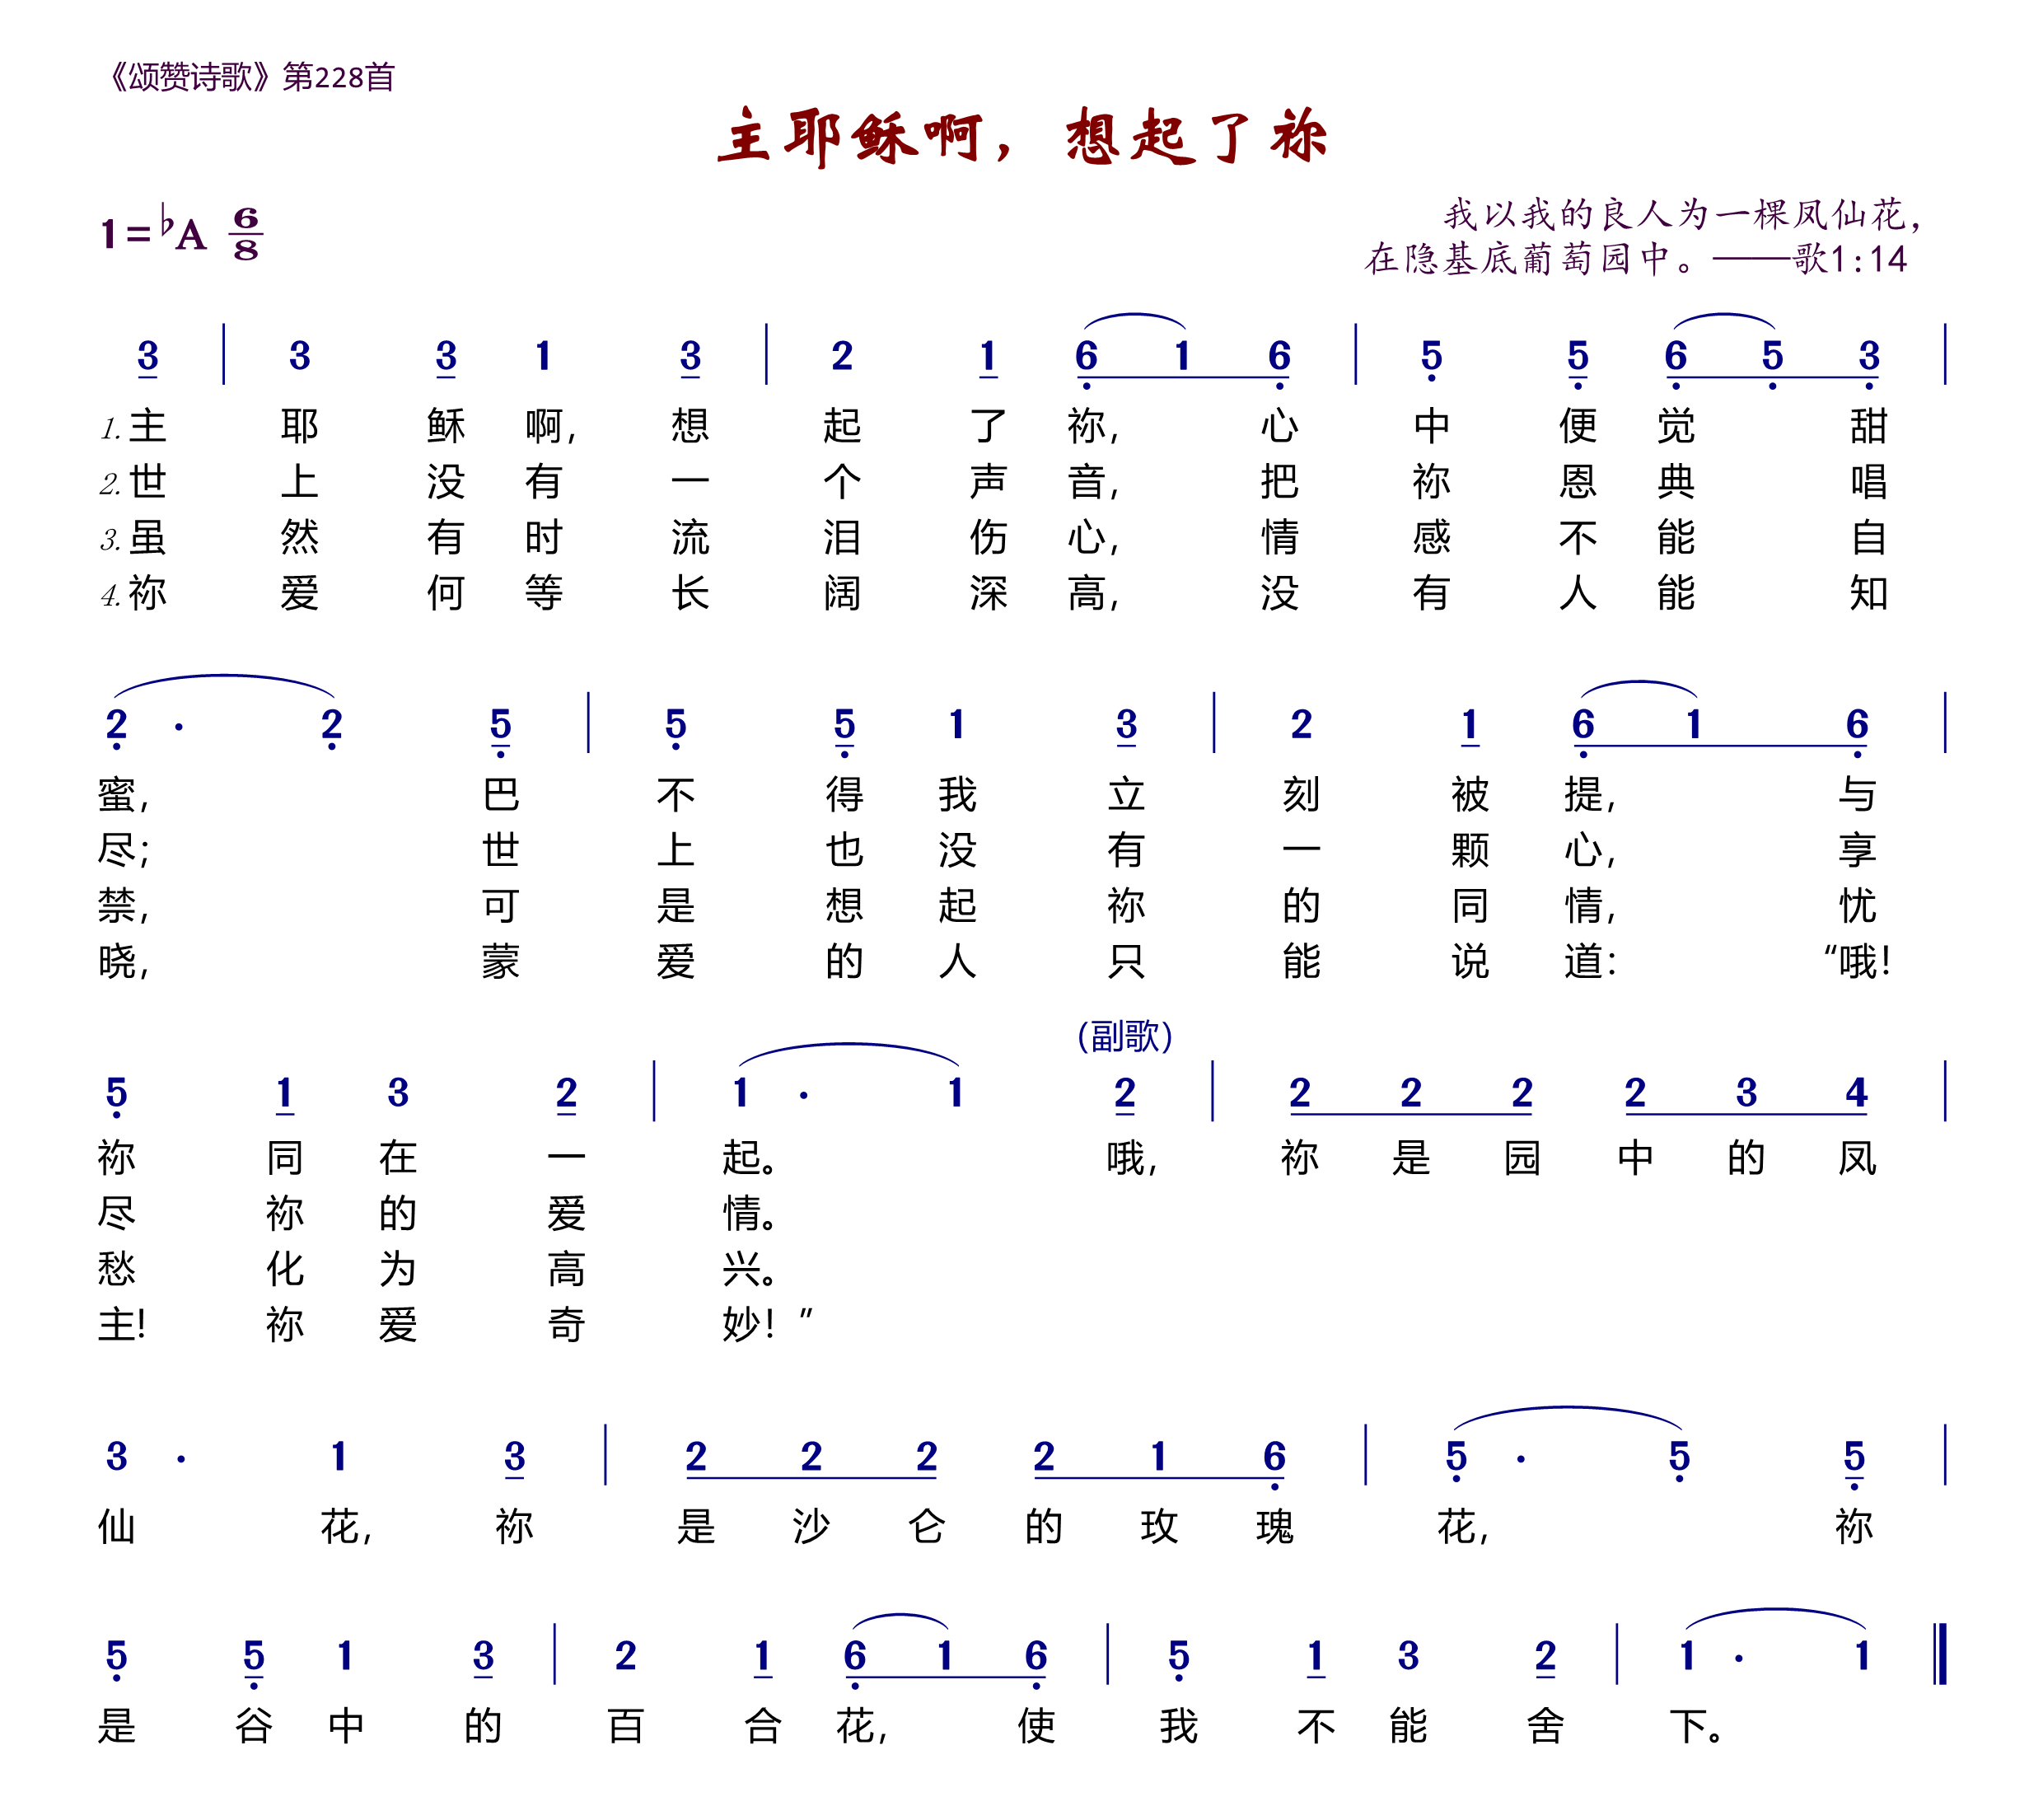 《颂赞诗歌》第228首
主耶稣啊，想起了祢
1=♭A 6/8
我以我的良人为一棵凤仙花，
在隐基底葡萄园中。——歌1:14
3 | 3 3 1 3 | 2 1 6 1 6 | 5 5 6 5 3 |
1.主 耶 稣 啊， 想 起 了 祢， 心 中 便 觉 甜
2.世 上 没 有 一 个 声 音， 把 祢 恩 典 唱
3.虽 然 有 时 流 泪 伤 心， 情 感 不 能 自
4.祢 爱 何 等 长 阔 深 高， 没 有 人 能 知
2 · 2 5 | 5 5 1 3 | 2 1 6 1 6 |
蜜， 巴 不 得 我 立 刻 被 提， 与
尽； 世 上 也 没 有 一 颗 心， 享
禁， 可 是 想 起 祢 的 同 情， 忧
晓， 蒙 爱 的 人 只 能 说 道： “哦！
(副歌)
5 1 3 2 | 1 · 1 2 | 2 2 2 2 3 4 |
祢 同 在 一 起。 哦， 祢 是 园 中 的 凤
尽 祢 的 爱 情。
愁 化 为 高 兴。
主！ 祢 爱 奇 妙！”
3 · 1 3 | 2 2 2 2 1 6 | 5 · 5 5 |
仙 花， 祢 是 沙 仑 的 玫 瑰 花， 祢
5 5 1 3 | 2 1 6 1 6 | 5 1 3 2 | 1 · 1 ‖
是 谷 中 的 百 合 花， 使 我 不 能 舍 下。